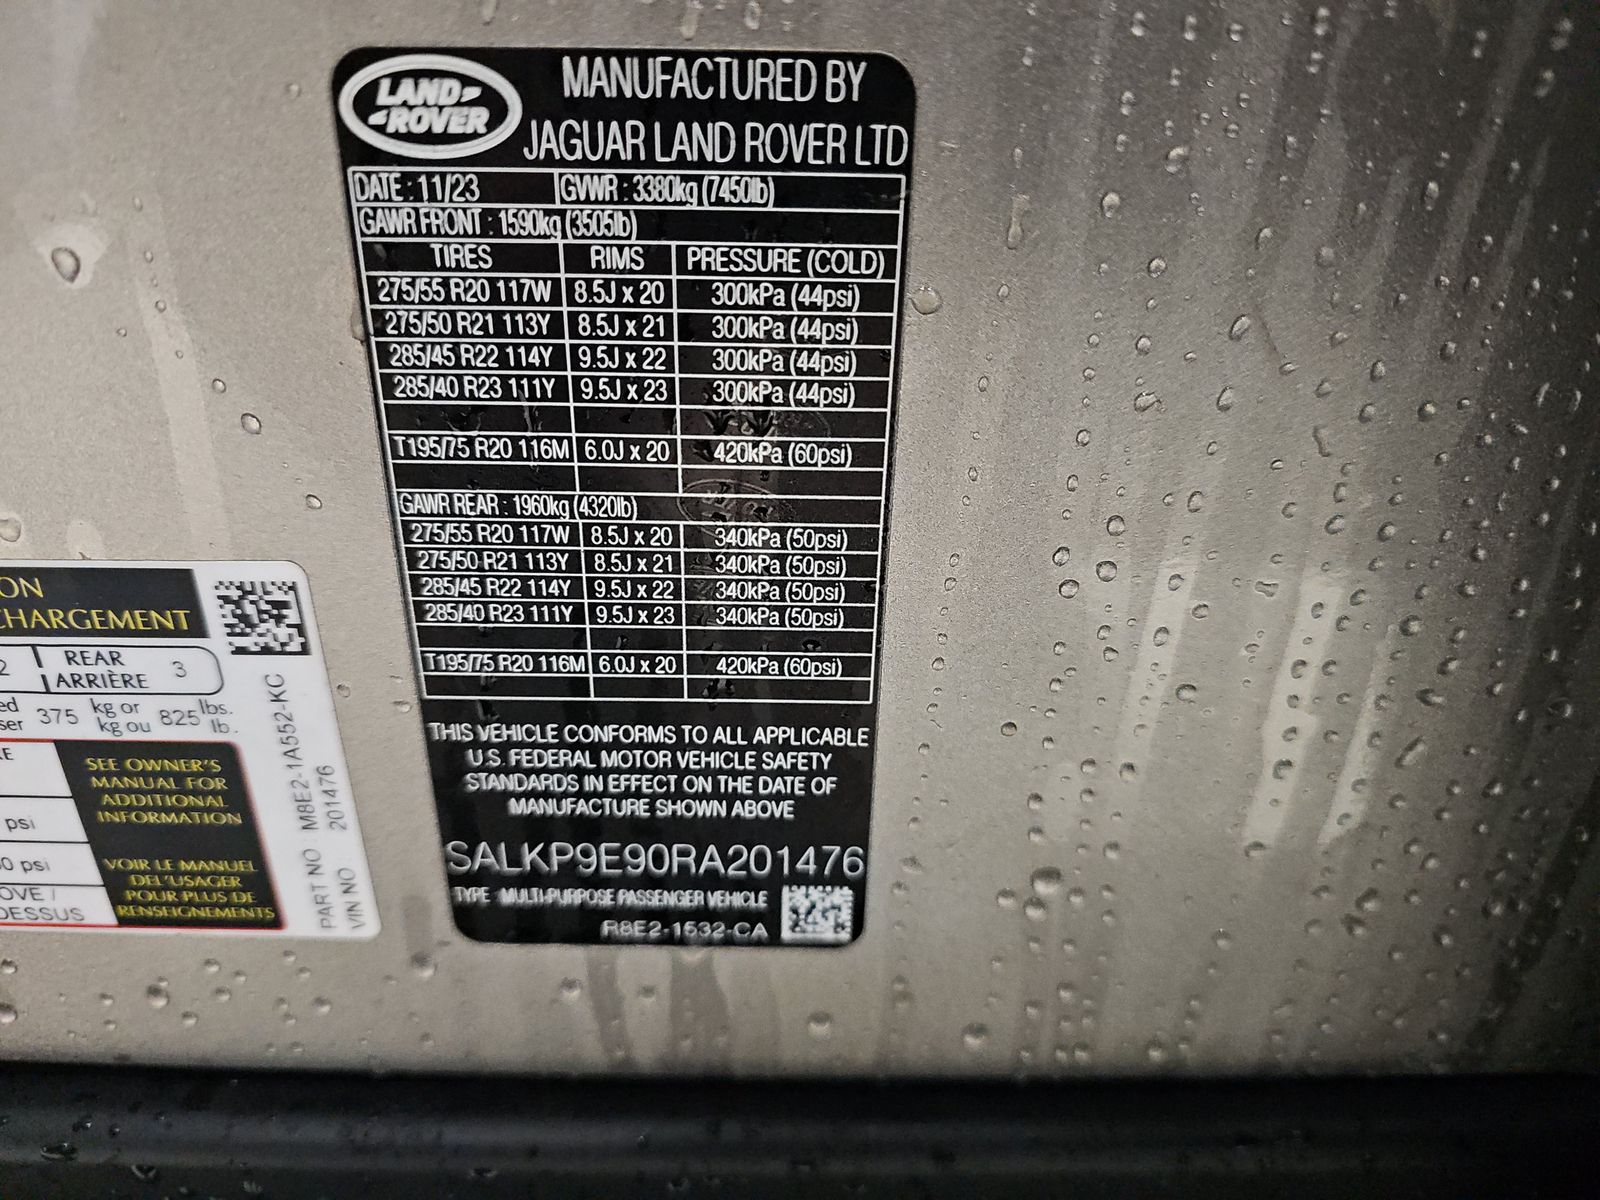 LAND
ROVER
MANUFACTURED BY
JAGUAR LAND ROVER LTD
DATE : 11/23 GVWR : 3380kg (7450lb)
GAWR FRONT : 1590kg (3505lb)
TIRES RIMS PRESSURE (COLD)
275/55 R20 117W 8.5J x 20 300kPa (44psi)
275/50 R21 113Y 8.5J x 21 300kPa (44psi)
285/45 R22 114Y 9.5J x 22 300kPa (44psi)
285/40 R23 111Y 9.5J x 23 300kPa (44psi)
T195/75 R20 116M 6.0J x 20 420kPa (60psi)
GAWR REAR : 1960kg (4320lb)
275/55 R20 117W 8.5J x 20 340kPa (50psi)
275/50 R21 113Y 8.5J x 21 340kPa (50psi)
285/45 R22 114Y 9.5J x 22 340kPa (50psi)
285/40 R23 111Y 9.5J x 23 340kPa (50psi)
T195/75 R20 116M 6.0J x 20 420kPa (60psi)
THIS VEHICLE CONFORMS TO ALL APPLICABLE
U.S. FEDERAL MOTOR VEHICLE SAFETY
STANDARDS IN EFFECT ON THE DATE OF
MANUFACTURE SHOWN ABOVE
SALKP9E90RA201476
TYPE : MULTI-PURPOSE PASSENGER VEHICLE
R8E2-1532-CA
ON
CHARGEMENT
2 REAR 3
ARRIÈRE
ed 375 kg or 825 lbs.
ser kg ou lb.
RE
psi
0 psi
OVE /
DESSUS
SEE OWNER'S
MANUAL FOR
ADDITIONAL
INFORMATION
VOIR LE MANUEL
DEL'USAGER
POUR PLUS DE
RENSEIGNEMENTS
PART NO M8E2-1A552-KC
VIN NO 201476